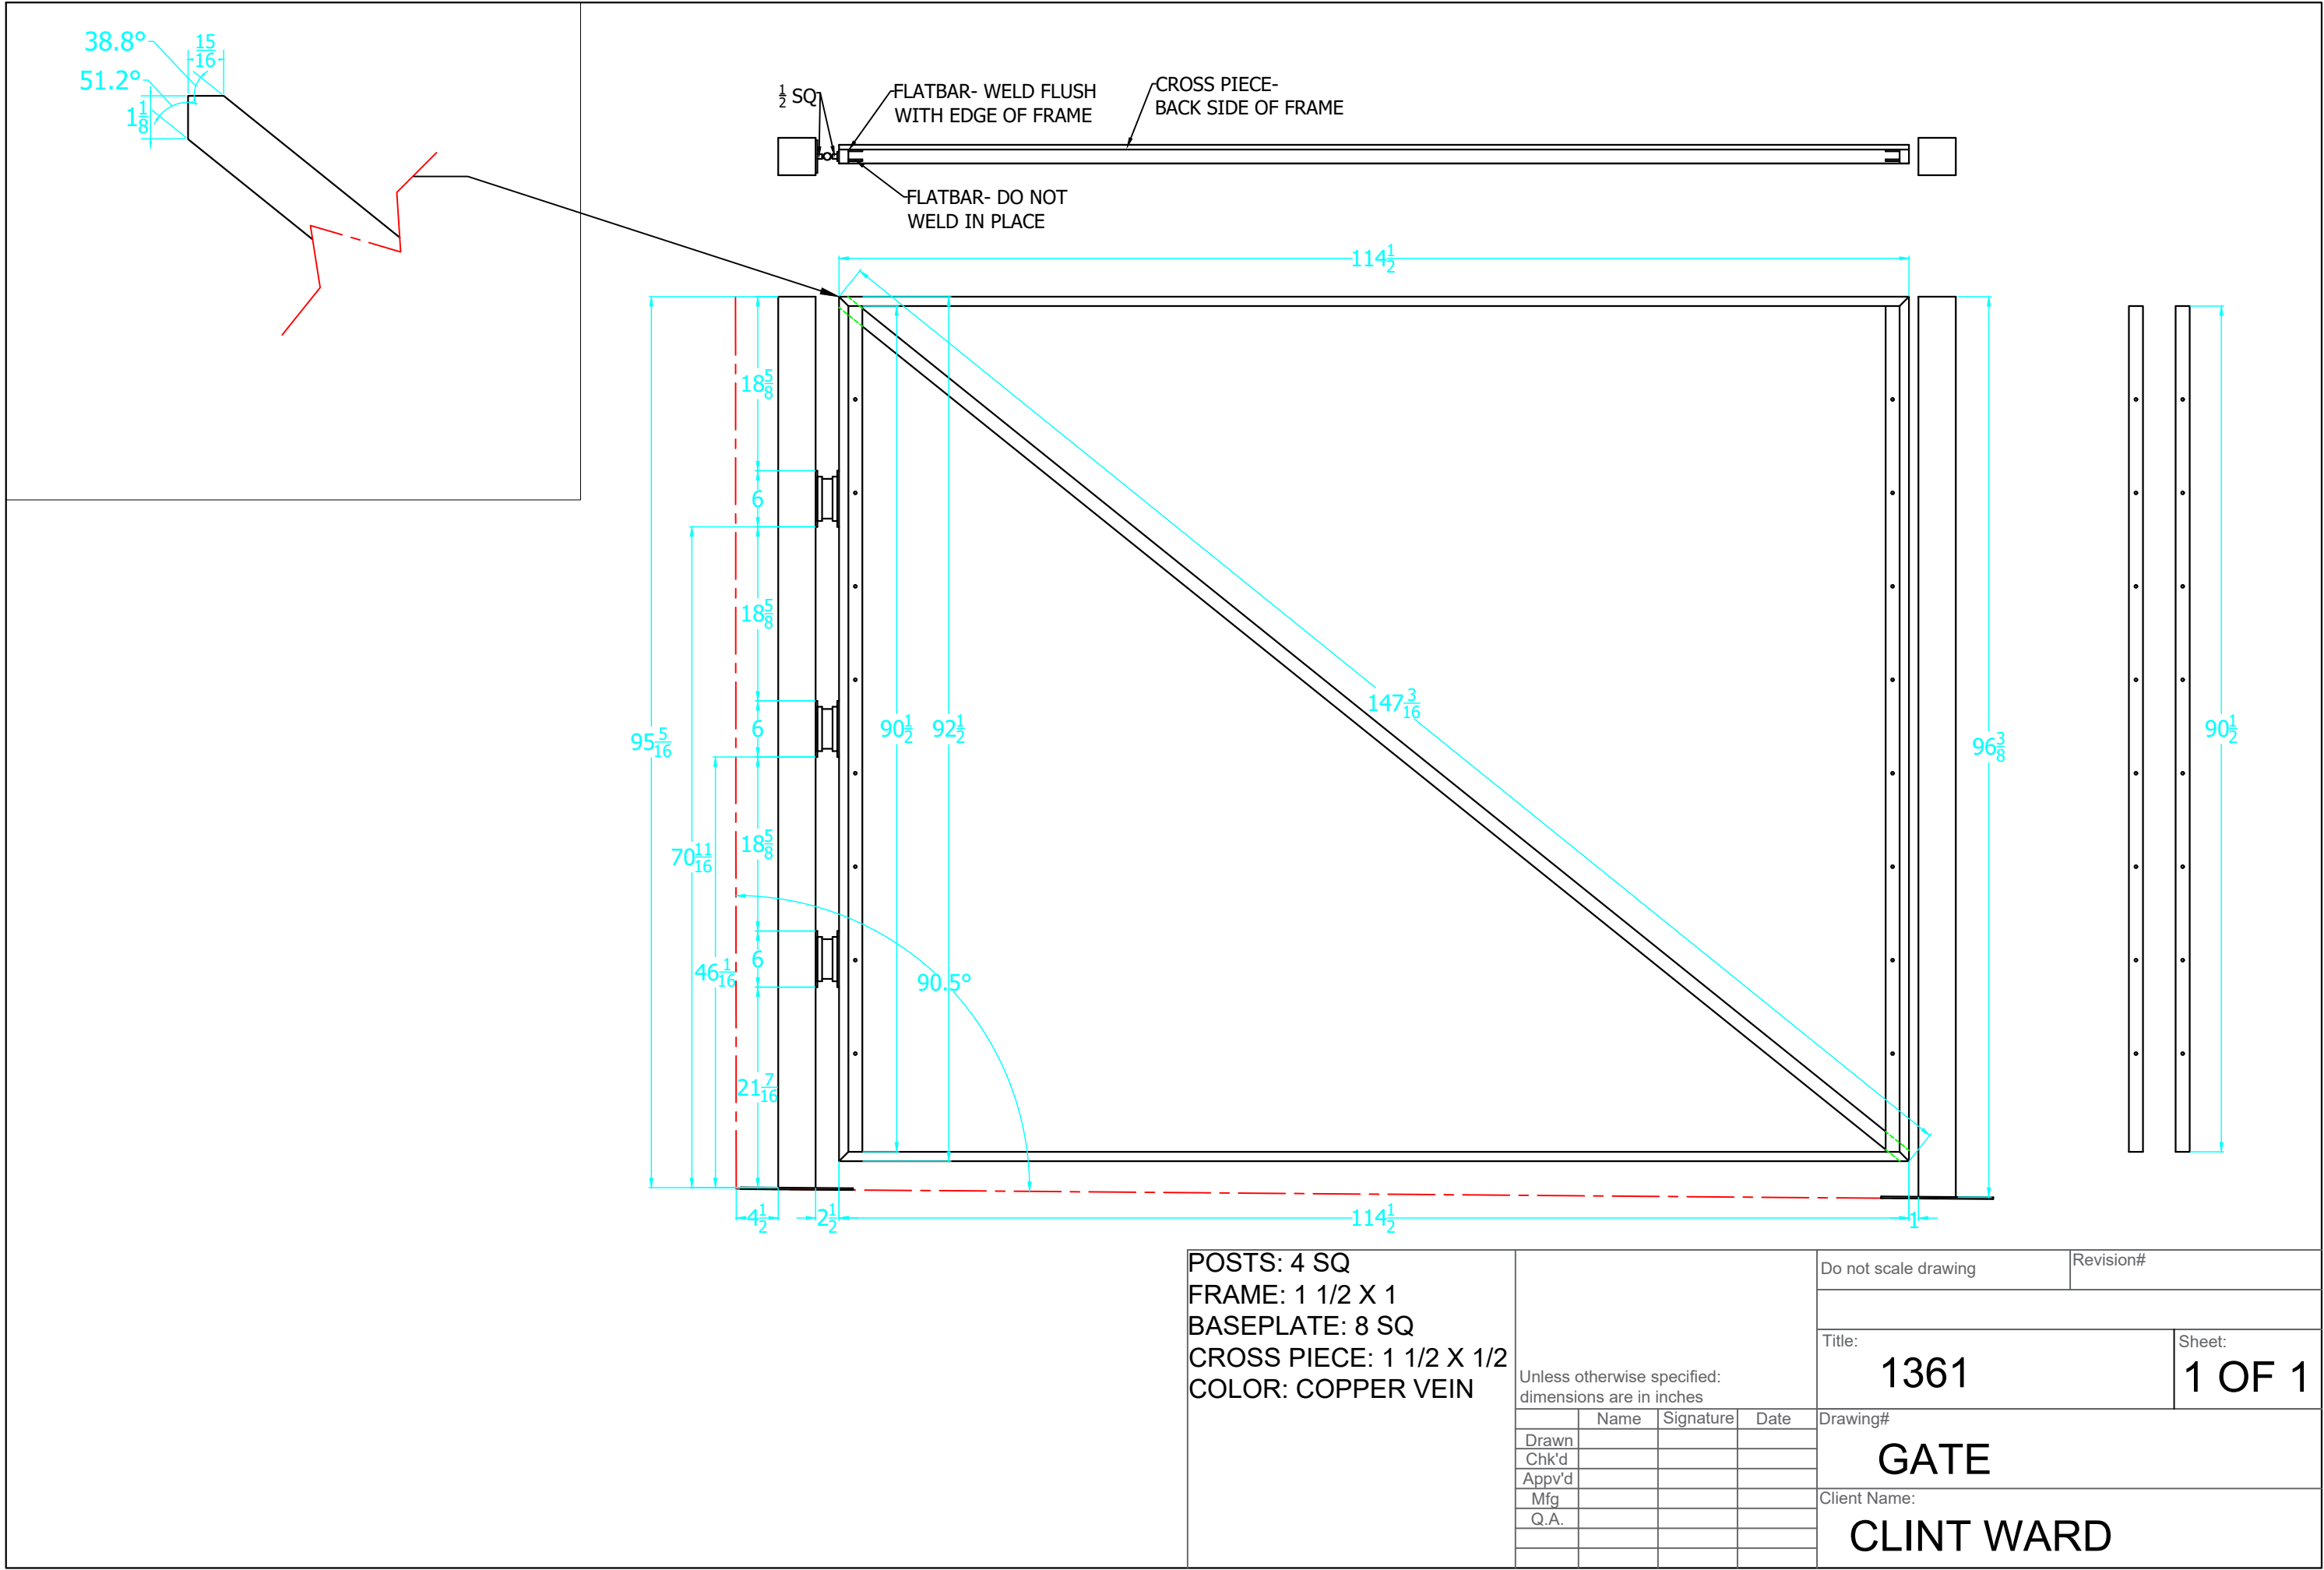 38.8°
15/16
51.2°
1 1/8
1/2 SQ
FLATBAR- WELD FLUSH
WITH EDGE OF FRAME
CROSS PIECE-
BACK SIDE OF FRAME
FLATBAR- DO NOT
WELD IN PLACE
114 1/2
18 5/8
6
18 5/8
147 3/16
6
90 1/2
92 1/2
95 5/16
96 3/8
90 1/2
70 11/16
18 5/8
6
46 1/16
90.5°
21 7/16
4 1/2
2 1/2
114 1/2
1
POSTS: 4 SQ
FRAME: 1 1/2 X 1
BASEPLATE: 8 SQ
CROSS PIECE: 1 1/2 X 1/2
COLOR: COPPER VEIN
Unless otherwise specified:
dimensions are in inches
Name Signature Date
Drawn
Chk'd
Appv'd
Mfg
Q.A.
Do not scale drawing
Revision#
Title:
1361
Sheet:
1 OF 1
Drawing#
GATE
Client Name:
CLINT WARD